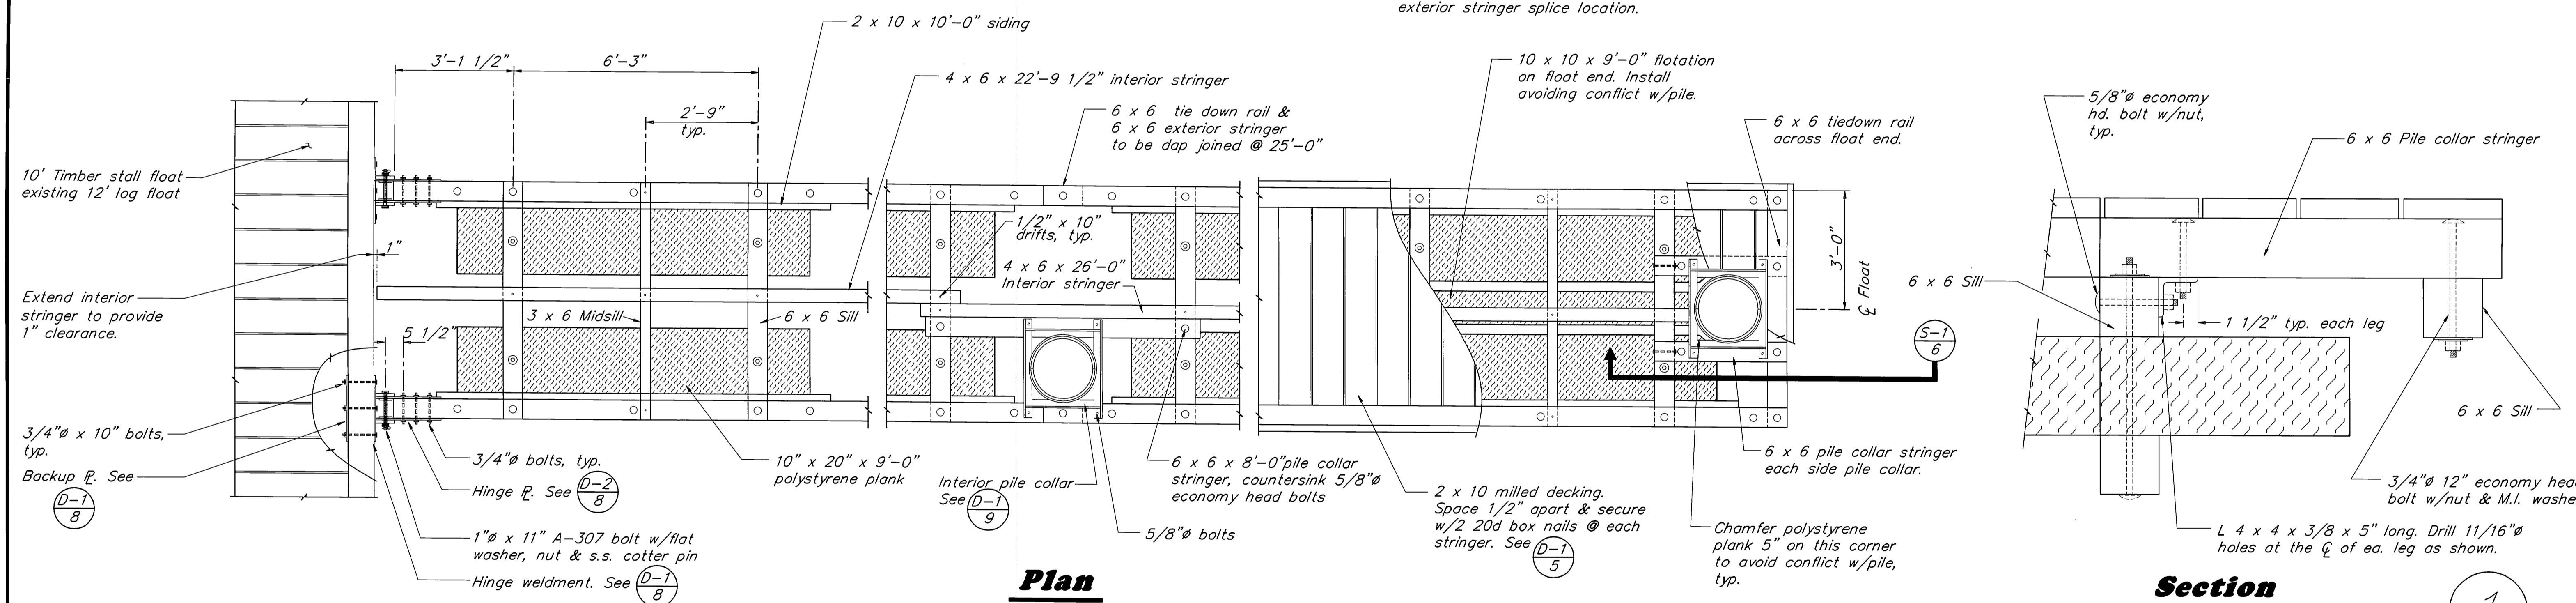 exterior stringer splice location.
2 x 10 x 10'-0" siding
3'-1 1/2"
6'-3"
4 x 6 x 22'-9 1/2" interior stringer
2'-9"
typ.
6 x 6 tie down rail &
6 x 6 exterior stringer
to be dap joined @ 25'-0"
10 x 10 x 9'-0" flotation
on float end. Install
avoiding conflict w/pile.
6 x 6 tiedown rail
across float end.
5/8"ø economy
hd. bolt w/nut,
typ.
6 x 6 Pile collar stringer
10' Timber stall float
existing 12' log float
1"
1/2" x 10"
drifts, typ.
4 x 6 x 26'-0"
Interior stringer
3'-0"
℄ Float
Extend interior
stringer to provide
1" clearance.
5 1/2"
3 x 6 Midsill
6 x 6 Sill
S-1
6
6 x 6 Sill
1 1/2" typ. each leg
6 x 6 Sill
3/4"ø x 10" bolts,
typ.
Backup ⅊. See
D-1
8
3/4"ø bolts, typ.
Hinge ⅊. See
D-2
8
1"ø x 11" A-307 bolt w/flat
washer, nut & s.s. cotter pin
Hinge weldment. See
D-1
8
10" x 20" x 9'-0"
polystyrene plank
Interior pile collar
See
D-1
9
5/8"ø bolts
6 x 6 x 8'-0"pile collar
stringer, countersink 5/8"ø
economy head bolts
2 x 10 milled decking.
Space 1/2" apart & secure
w/2 20d box nails @ each
stringer. See
D-1
5
6 x 6 pile collar stringer
each side pile collar.
Chamfer polystyrene
plank 5" on this corner
to avoid conflict w/pile,
typ.
3/4"ø 12" economy head
bolt w/nut & M.I. washe
L 4 x 4 x 3/8 x 5" long. Drill 11/16"ø
holes at the ℄ of ea. leg as shown.
Plan
Section
1